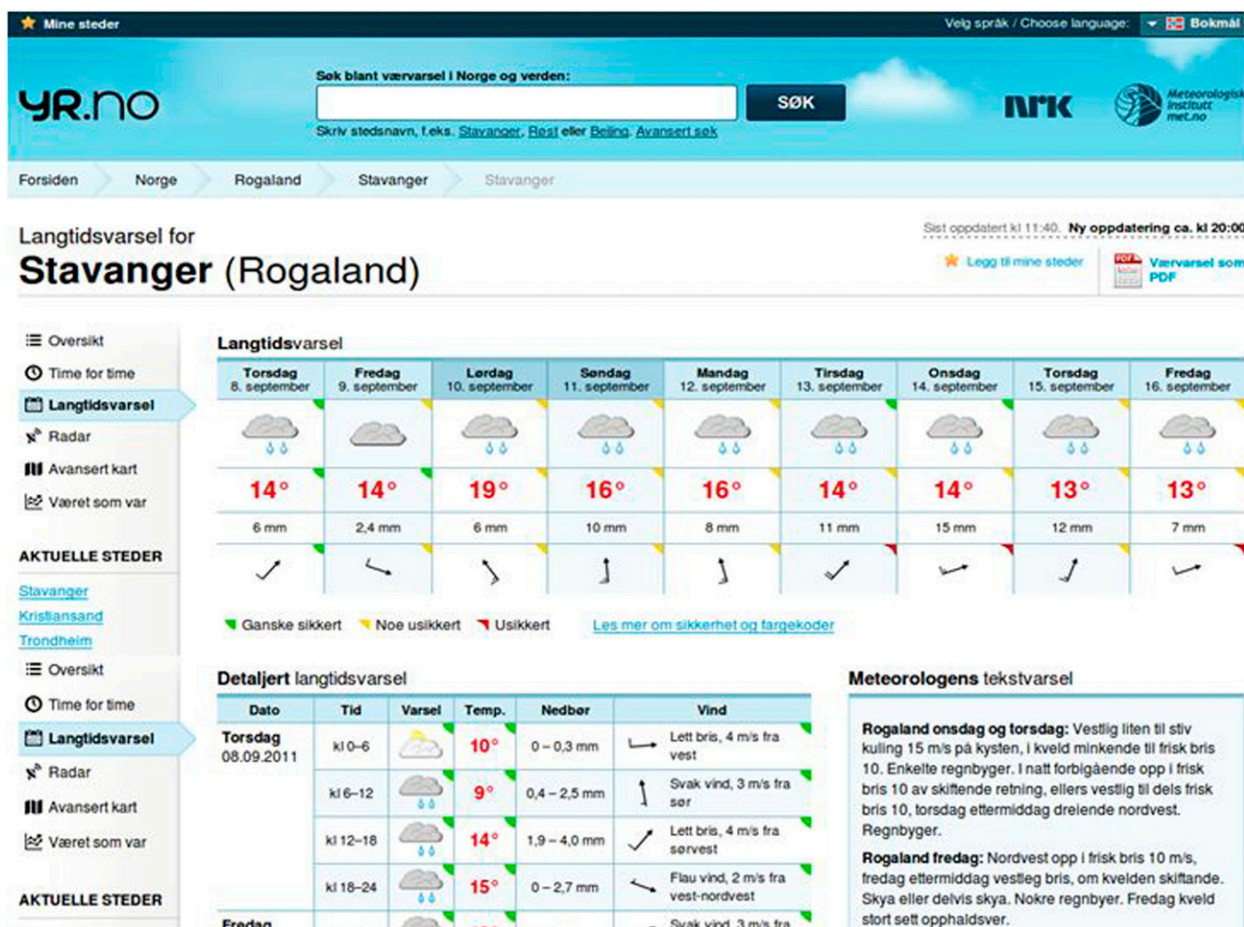 Mine steder
Velg språk / Choose language: Bokmål
Søk blant værvarsel i Norge og verden:
YR.NO
SØK
NRK
Meteorologisk
institutt
met.no
Skriv stedsnavn, f.eks. Stavanger, Røst eller Beijing. Avansert søk
Forsiden Norge Rogaland Stavanger Stavanger
Sist oppdatert kl 11:40. Ny oppdatering ca. kl 20:00
Langtidsvarsel for
Stavanger (Rogaland)
Legg til mine steder
PDF
Værvarsel som
PDF
Oversikt
Time for time
Langtidsvarsel
Radar
Avansert kart
Været som var
AKTUELLE STEDER
Stavanger
Kristiansand
Trondheim
Langtidsvarsel
Torsdag Fredag Lørdag Søndag Mandag Tirsdag Onsdag Torsdag Fredag
8. september 9. september 10. september 11. september 12. september 13. september 14. september 15. september 16. september
14° 14° 19° 16° 16° 14° 14° 13° 13°
6 mm 2,4 mm 6 mm 10 mm 8 mm 11 mm 15 mm 12 mm 7 mm
Ganske sikkert Noe usikkert Usikkert Les mer om sikkerhet og fargekoder
Oversikt
Time for time
Langtidsvarsel
Radar
Avansert kart
Været som var
AKTUELLE STEDER
Detaljert langtidsvarsel
Dato Tid Varsel Temp. Nedbør Vind
Torsdag
08.09.2011
kl 0–6 10° 0 – 0,3 mm Lett bris, 4 m/s fra
vest
kl 6–12 9° 0,4 – 2,5 mm Svak vind, 3 m/s fra
sør
kl 12–18 14° 1,9 – 4,0 mm Lett bris, 4 m/s fra
sørvest
kl 18–24 15° 0 – 2,7 mm Flau vind, 2 m/s fra
vest-nordvest
Fredag Svak vind, 3 m/s fra
Meteorologens tekstvarsel
Rogaland onsdag og torsdag: Vestlig liten til stiv
kuling 15 m/s på kysten, i kveld minkende til frisk bris
10. Enkelte regnbyger. I natt forbigående opp i frisk
bris 10 av skiftende retning, ellers vestlig til dels frisk
bris 10, torsdag ettermiddag dreiende nordvest.
Regnbyger.
Rogaland fredag: Nordvest opp i frisk bris 10 m/s,
fredag ettermiddag vestleg bris, om kvelden skiftande.
Skya eller delvis skya. Nokre regnbyer. Fredag kveld
stort sett opphaldsver.